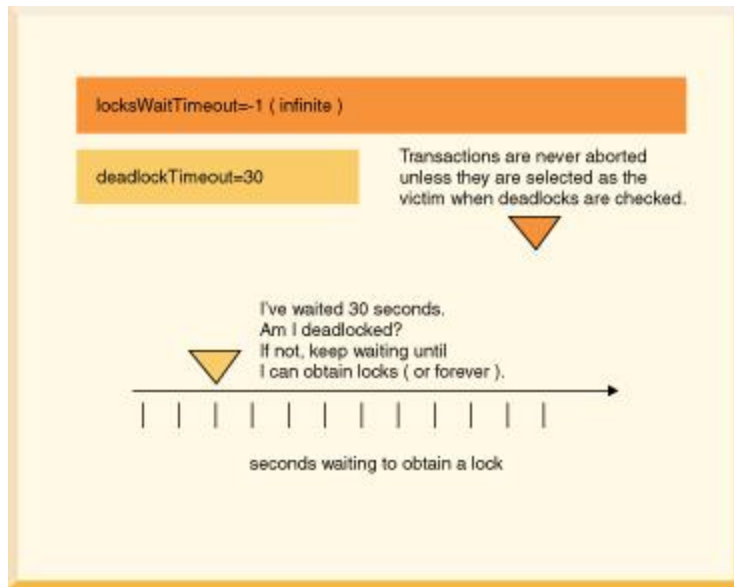 locksWaitTimeout=-1 ( infinite )
deadlockTimeout=30
Transactions are never aborted
unless they are selected as the
victim when deadlocks are checked.
I've waited 30 seconds.
Am I deadlocked?
If not, keep waiting until
I can obtain locks ( or forever ).
seconds waiting to obtain a lock